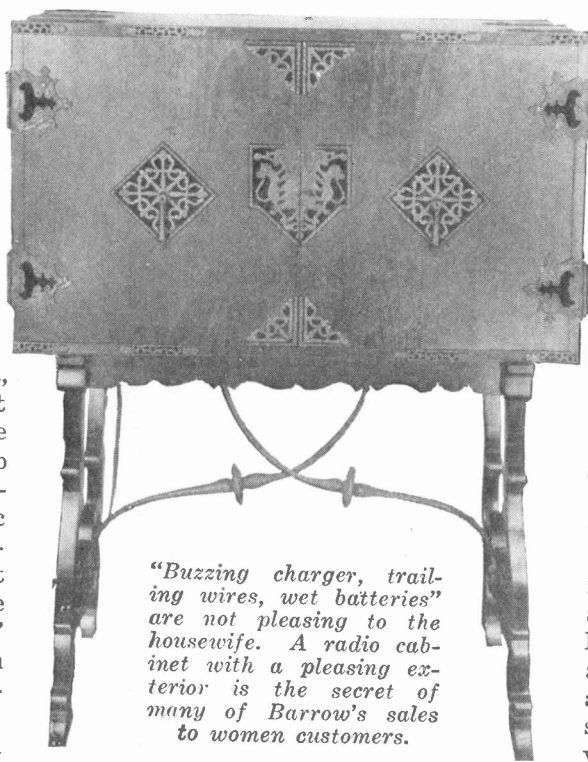 "Buzzing charger, trail-
ing wires, wet batteries"
are not pleasing to the
housewife. A radio cab-
inet with a pleasing ex-
terior is the secret of
many of Barrow's sales
to women customers.